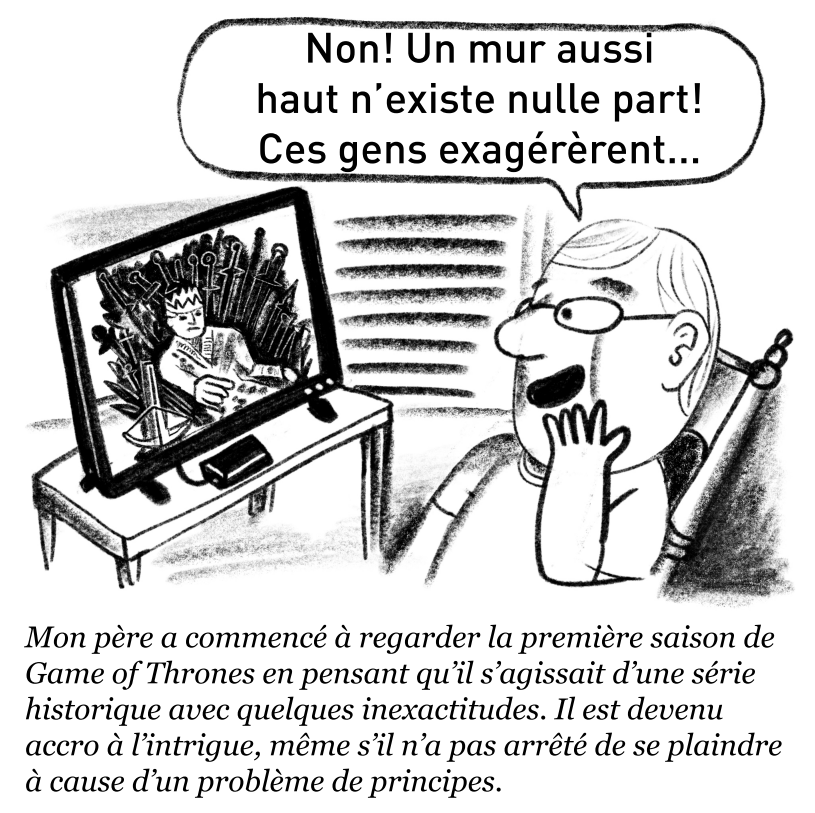 Non! Un mur aussi
haut n'existe nulle part!
Ces gens exagérèrent...
Mon père a commencé à regarder la première saison de
Game of Thrones en pensant qu'il s'agissait d'une série
historique avec quelques inexactitudes. Il est devenu
accro à l'intrigue, même s'il n'a pas arrêté de se plaindre
à cause d'un problème de principes.